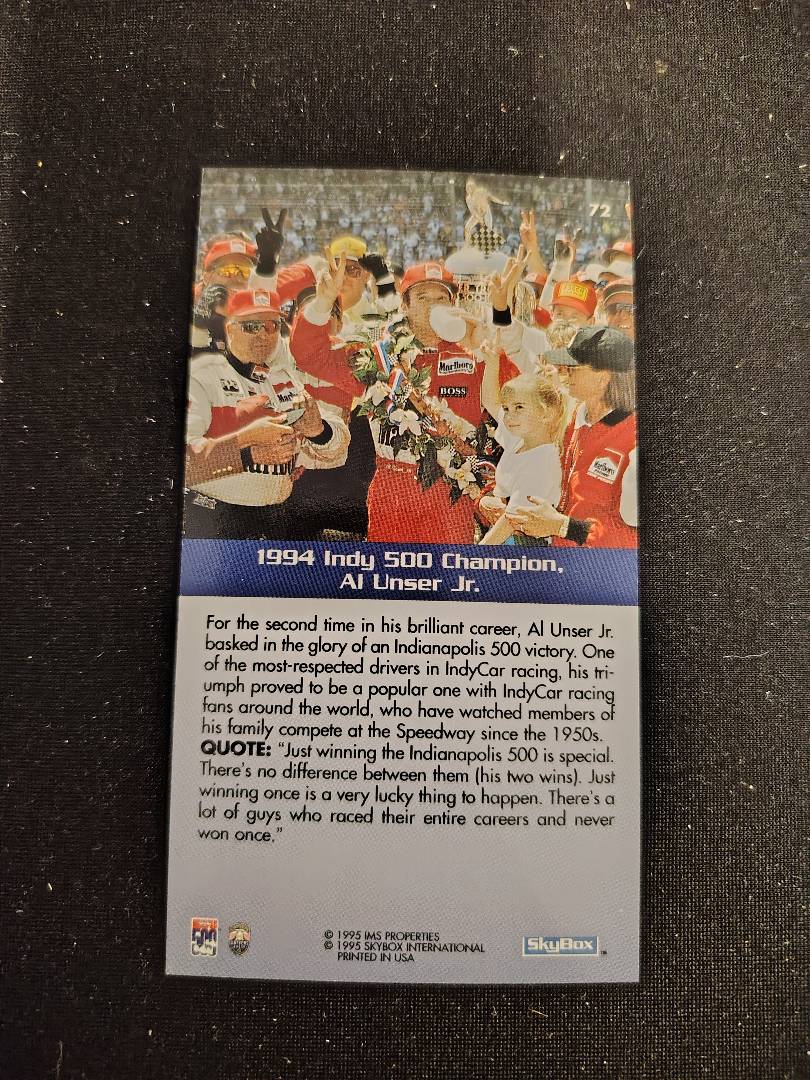 72
Marlboro
BOSS
Marlboro
1994 Indy 500 Champion,
Al Unser Jr.
For the second time in his brilliant career, Al Unser Jr.
basked in the glory of an Indianapolis 500 victory. One
of the most-respected drivers in IndyCar racing, his tri-
umph proved to be a popular one with IndyCar racing
fans around the world, who have watched members of
his family compete at the Speedway since the 1950s.
QUOTE: “Just winning the Indianapolis 500 is special.
There's no difference between them (his two wins). Just
winning once is a very lucky thing to happen. There's a
lot of guys who raced their entire careers and never
won once.”
500
© 1995 IMS PROPERTIES
© 1995 SKYBOX INTERNATIONAL
PRINTED IN USA
SkyBox